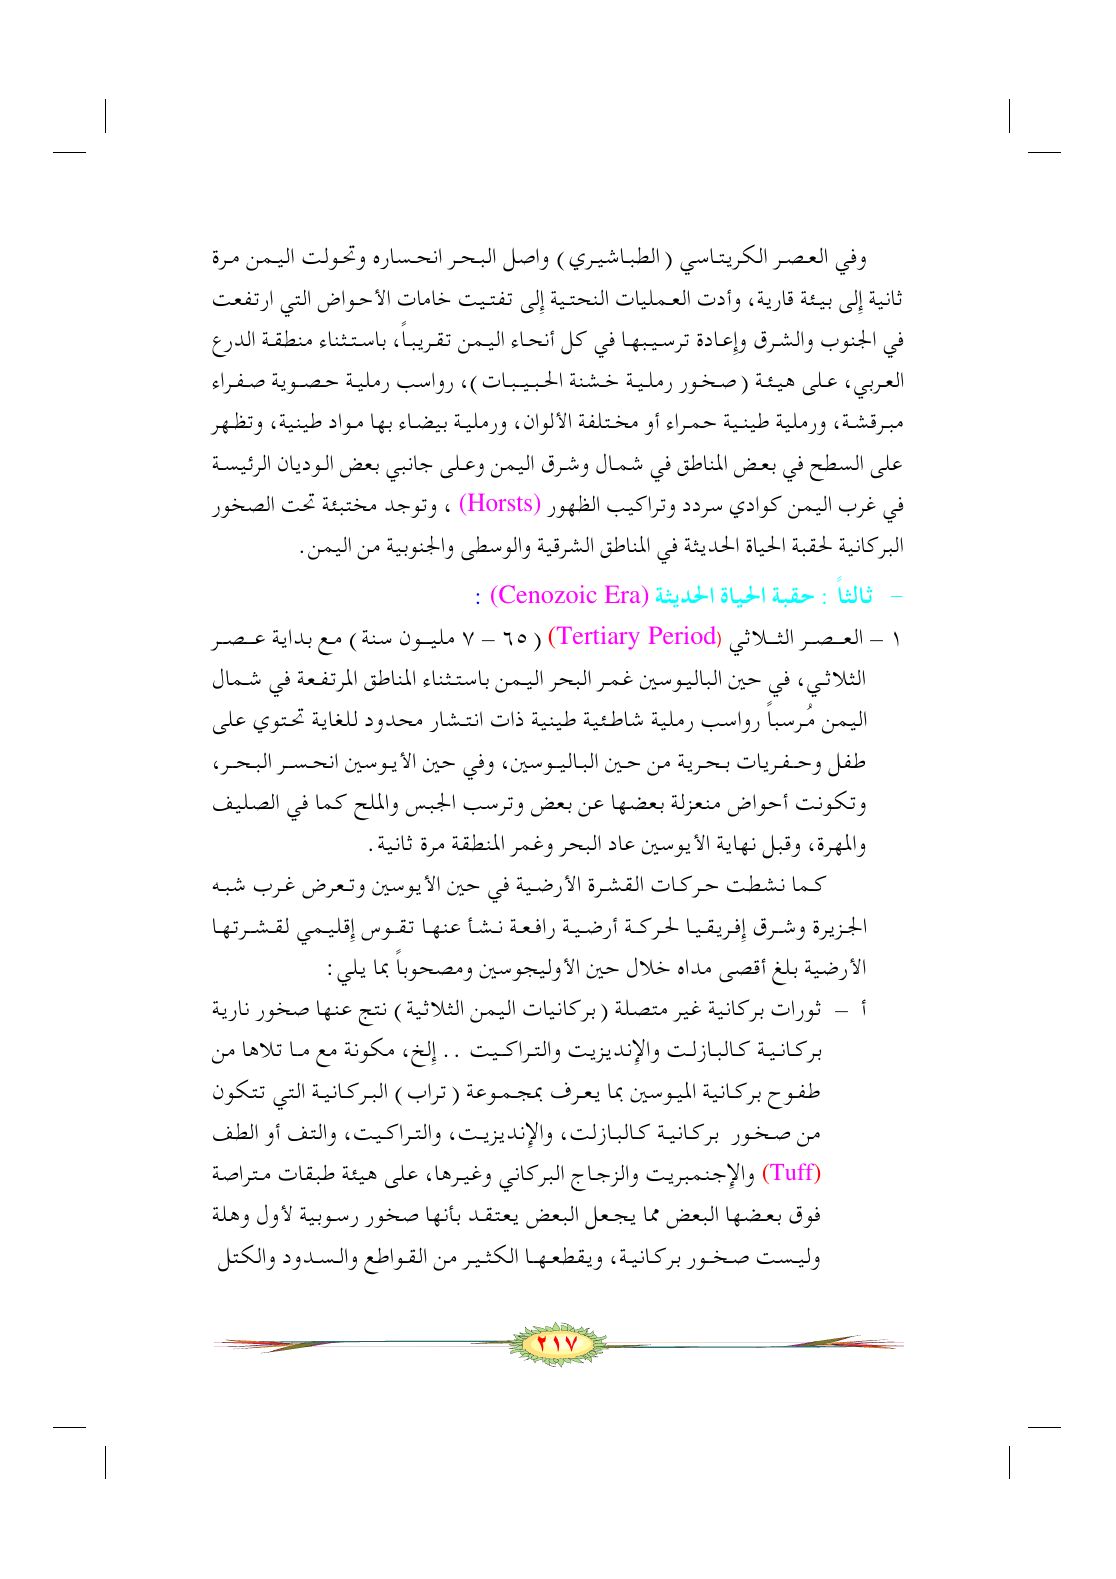 وفي العصر الكريتاسي (الطباشيري) واصل البحر انحساره وتحولت اليمن مرة
ثانية إلى بيئة قارية، وأدت العمليات النحتية إلى تفتيت خامات الأحواض التي ارتفعت
في الجنوب والشرق وإعادة ترسيبها في كل أنحاء اليمن تقريباً، باستثناء منطقة الدرع
العربي، على هيئة (صخور رملية خشنة الحبيبات)، رواسب رملية حصوية صفراء
مبرقشة، ورملية طينية حمراء أو مختلفة الألوان، ورملية بيضاء بها مواد طينية، وتظهر
على السطح في بعض المناطق في شمال وشرق اليمن وعلى جانبي بعض الوديان الرئيسة
في غرب اليمن كوادي سردد وتراكيب الظهور (Horsts) ، وتوجد مختبئة تحت الصخور
البركانية لحقبة الحياة الحديثة في المناطق الشرقية والوسطى والجنوبية من اليمن.
– ثالثاً : حقبة الحياة الحديثة (Cenozoic Era) :
١ – العصر الثلاثي (Tertiary Period) (٦٥ – ٧ مليون سنة) مع بداية عصر
الثلاثي، في حين الباليوسين غمر البحر اليمن باستثناء المناطق المرتفعة في شمال
اليمن مُرسباً رواسب رملية شاطئية طينية ذات انتشار محدود للغاية تحتوي على
طفل وحفريات بحرية من حين الباليوسين، وفي حين الأيوسين انحسر البحر،
وتكونت أحواض منعزلة بعضها عن بعض وترسب الجبس والملح كما في الصليف
والمهرة، وقبل نهاية الأيوسين عاد البحر وغمر المنطقة مرة ثانية.
كما نشطت حركات القشرة الأرضية في حين الأيوسين وتعرض غرب شبه
الجزيرة وشرق إفريقيا لحركة أرضية رافعة نشأ عنها تقوس إقليمي لقشرتها
الأرضية بلغ أقصى مداه خلال حين الأوليجوسين ومصحوباً بما يلي:
أ – ثورات بركانية غير متصلة (بركانيات اليمن الثلاثية) نتج عنها صخور نارية
بركانية كالبازلت والإنديزيت والتراكيت .. إلخ، مكونة مع ما تلاها من
طفوح بركانية الميوسين بما يعرف بمجموعة (تراب) البركانية التي تتكون
من صخور بركانية كالبازلت، والإنديزيت، والتراكيت، والتف أو الطف
(Tuff) والإجنمبريت والزجاج البركاني وغيرها، على هيئة طبقات متراصة
فوق بعضها البعض مما يجعل البعض يعتقد بأنها صخور رسوبية لأول وهلة
وليست صخور بركانية، ويقطعها الكثير من القواطع والسدود والكتل
٢١٧